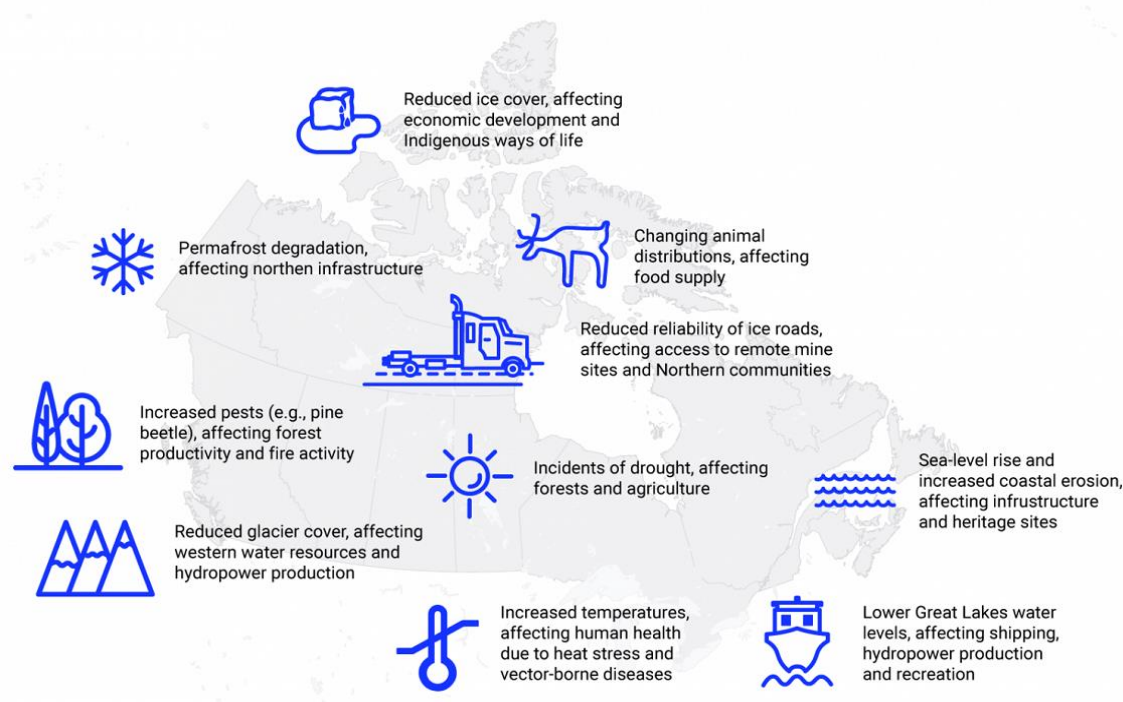 Reduced ice cover, affecting
economic development and
Indigenous ways of life
Permafrost degradation,
affecting northen infrastructure
Changing animal
distributions, affecting
food supply
Reduced reliability of ice roads,
affecting access to remote mine
sites and Northern communities
Increased pests (e.g., pine
beetle), affecting forest
productivity and fire activity
Incidents of drought, affecting
forests and agriculture
Sea-level rise and
increased coastal erosion,
affecting infrustructure
and heritage sites
Reduced glacier cover, affecting
western water resources and
hydropower production
Increased temperatures,
affecting human health
due to heat stress and
vector-borne diseases
Lower Great Lakes water
levels, affecting shipping,
hydropower production
and recreation